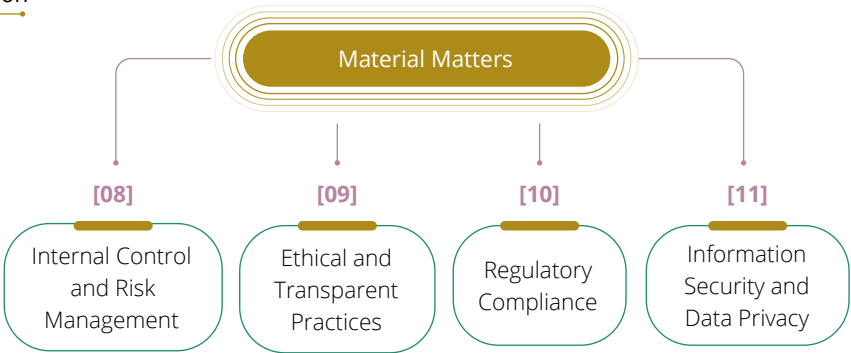 Material Matters
[08]
Internal Control
and Risk
Management
[09]
Ethical and
Transparent
Practices
[10]
Regulatory
Compliance
[11]
Information
Security and
Data Privacy